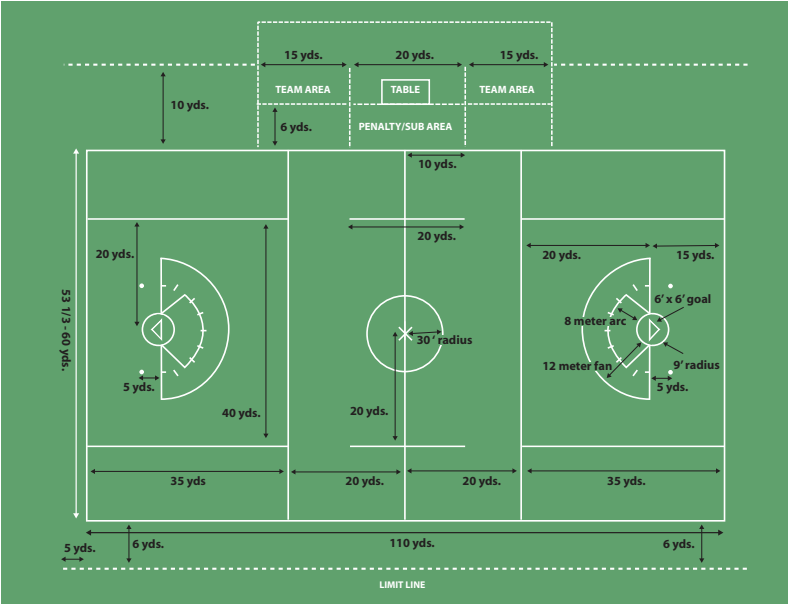 15 yds.
20 yds.
15 yds.
TEAM AREA
TABLE
TEAM AREA
10 yds.
6 yds.
PENALTY/SUB AREA
10 yds.
20 yds.
20 yds.
20 yds.
15 yds.
53 1/3 - 60 yds.
6’ x 6’ goal
8 meter arc
30 ‘ radius
12 meter fan
9’ radius
5 yds.
5 yds.
40 yds.
20 yds.
35 yds
20 yds.
20 yds.
35 yds.
110 yds.
5 yds.
6 yds.
6 yds.
LIMIT LINE